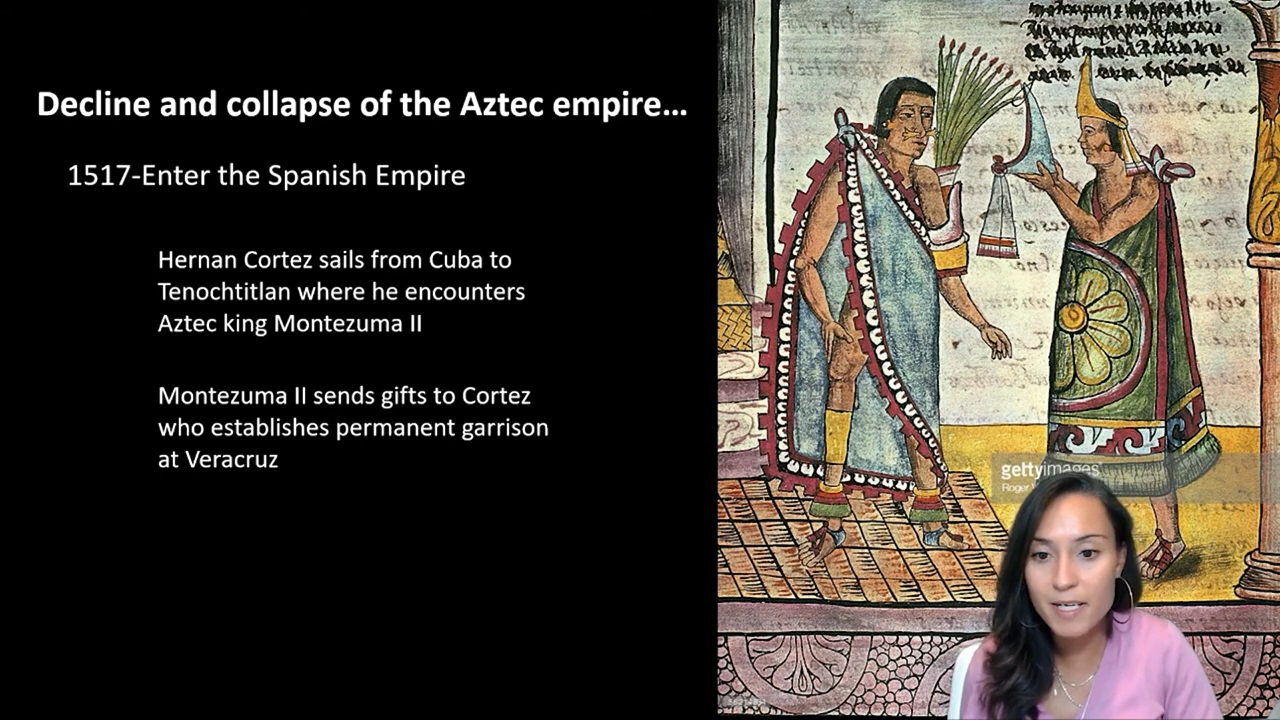 Decline and collapse of the Aztec empire...
1517-Enter the Spanish Empire
Hernan Cortez sails from Cuba to
Tenochtitlan where he encounters
Aztec king Montezuma II
Montezuma II sends gifts to Cortez
who establishes permanent garrison
at Veracruz
gettyimages
Roger